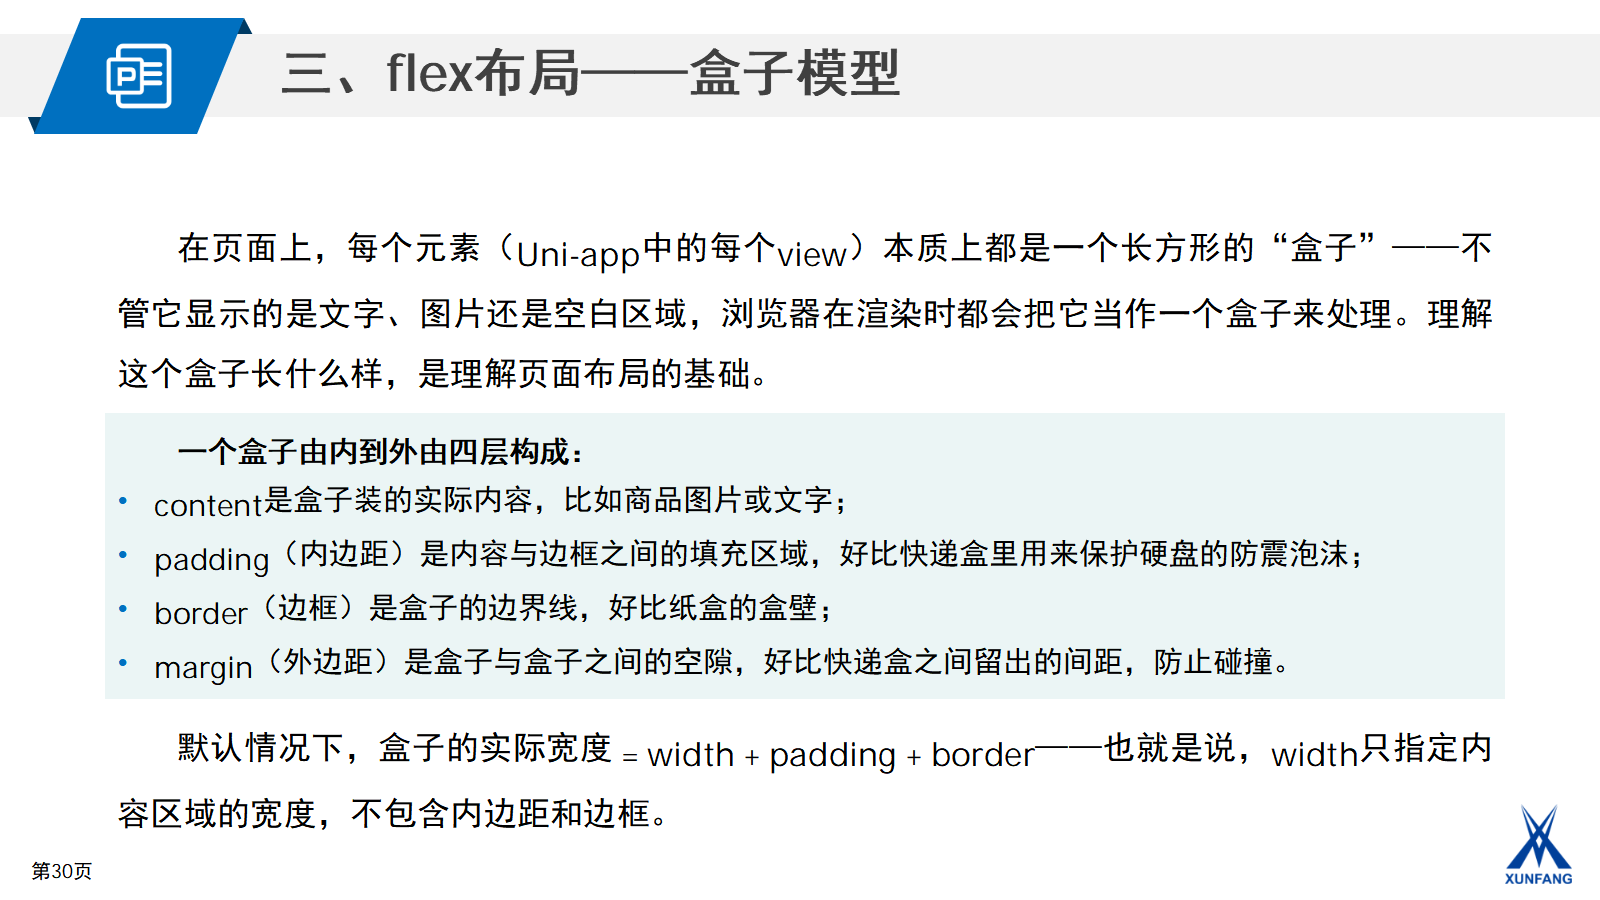 三、flex布局——盒子模型
在页面上，每个元素（Uni-app中的每个view）本质上都是一个长方形的“盒子”——不
管它显示的是文字、图片还是空白区域，浏览器在渲染时都会把它当作一个盒子来处理。理解
这个盒子长什么样，是理解页面布局的基础。
一个盒子由内到外由四层构成：
• content是盒子装的实际内容，比如商品图片或文字；
• padding（内边距）是内容与边框之间的填充区域，好比快递盒里用来保护硬盘的防震泡沫；
• border（边框）是盒子的边界线，好比纸盒的盒壁；
• margin（外边距）是盒子与盒子之间的空隙，好比快递盒之间留出的间距，防止碰撞。
默认情况下，盒子的实际宽度 = width + padding + border——也就是说，width只指定内
容区域的宽度，不包含内边距和边框。
第30页
XUNFANG